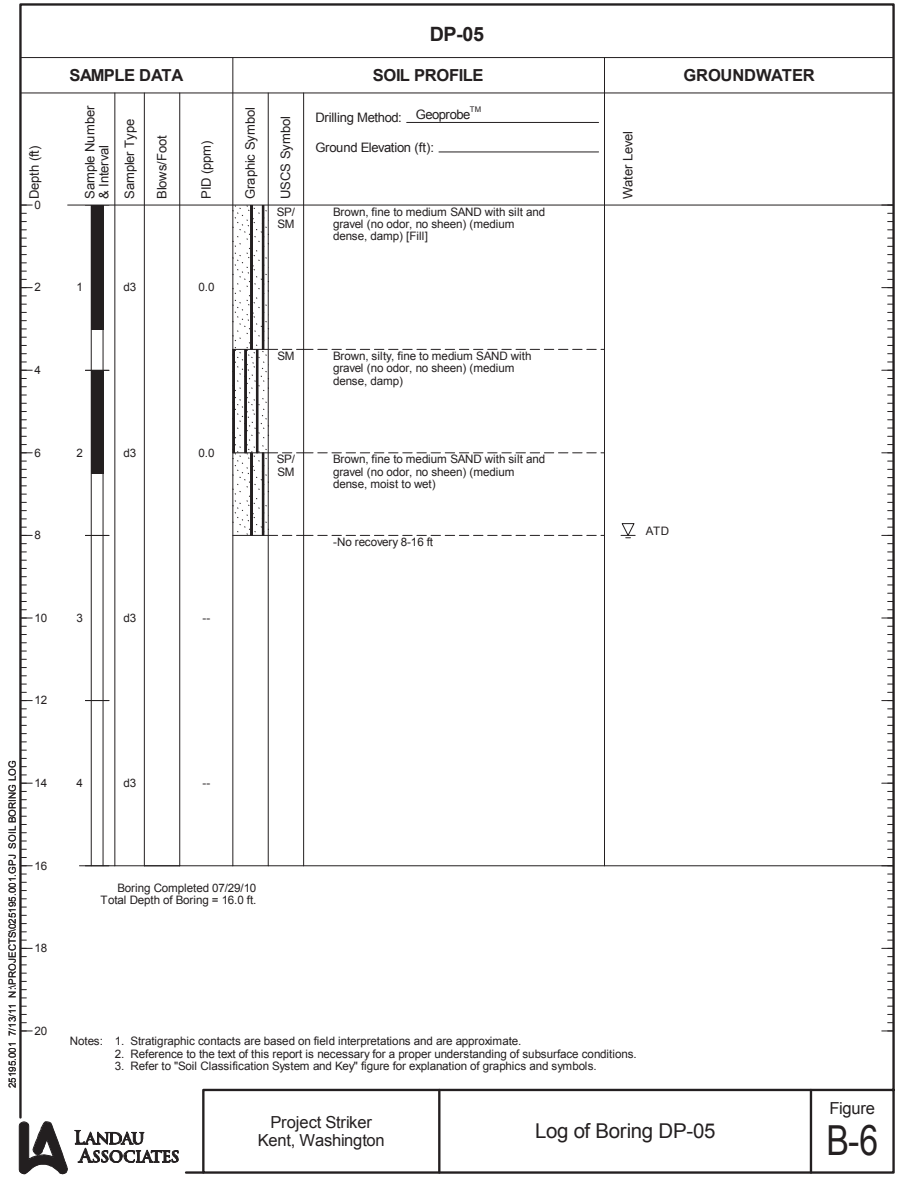 DP-05
SAMPLE DATA
SOIL PROFILE
GROUNDWATER
Depth (ft)
Sample Number
& Interval
Sampler Type
Blows/Foot
PID (ppm)
Graphic Symbol
USCS Symbol
Drilling Method: Geoprobe™
Ground Elevation (ft):
Water Level
0
SP/
SM
Brown, fine to medium SAND with silt and
gravel (no odor, no sheen) (medium
dense, damp) [Fill]
2 1 d3 0.0
SM
Brown, silty, fine to medium SAND with
gravel (no odor, no sheen) (medium
dense, damp)
4
6 2 d3 0.0
SP/
SM
Brown, fine to medium SAND with silt and
gravel (no odor, no sheen) (medium
dense, moist to wet)
ATD
8
-No recovery 8-16 ft
10 3 d3 --
12
14 4 d3 --
16
Boring Completed 07/29/10
Total Depth of Boring = 16.0 ft.
18
20
Notes: 1. Stratigraphic contacts are based on field interpretations and are approximate.
2. Reference to the text of this report is necessary for a proper understanding of subsurface conditions.
3. Refer to "Soil Classification System and Key" figure for explanation of graphics and symbols.
25195.001 7/13/11 N:\PROJECTS\025195.001.GPJ SOIL BORING LOG
LA LANDAU
ASSOCIATES
Project Striker
Kent, Washington
Log of Boring DP-05
Figure
B-6